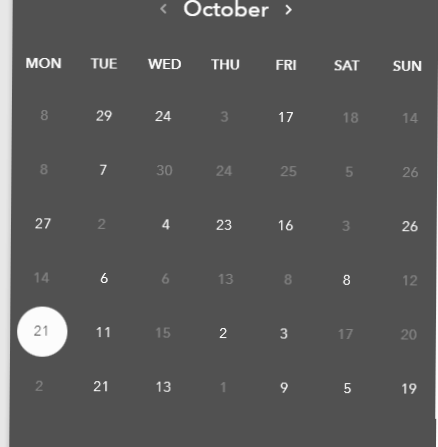 ‹ October ›
MON TUE WED THU FRI SAT SUN
8 29 24 3 17 18 14
8 7 30 24 25 5 26
27 2 4 23 16 3 26
14 6 6 13 8 8 12
21 11 15 2 3 17 20
2 21 13 1 9 5 19